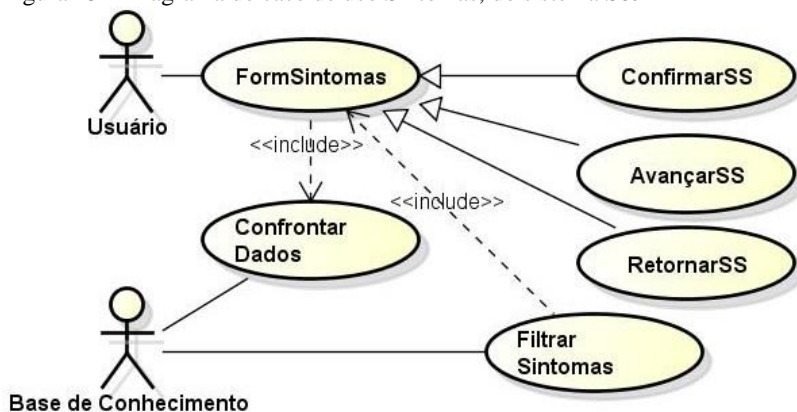 FormSintomas
ConfirmarSS
Usuário
<<include>>
AvançarSS
<<include>>
Confrontar
Dados
RetornarSS
Filtrar
Sintomas
Base de Conhecimento